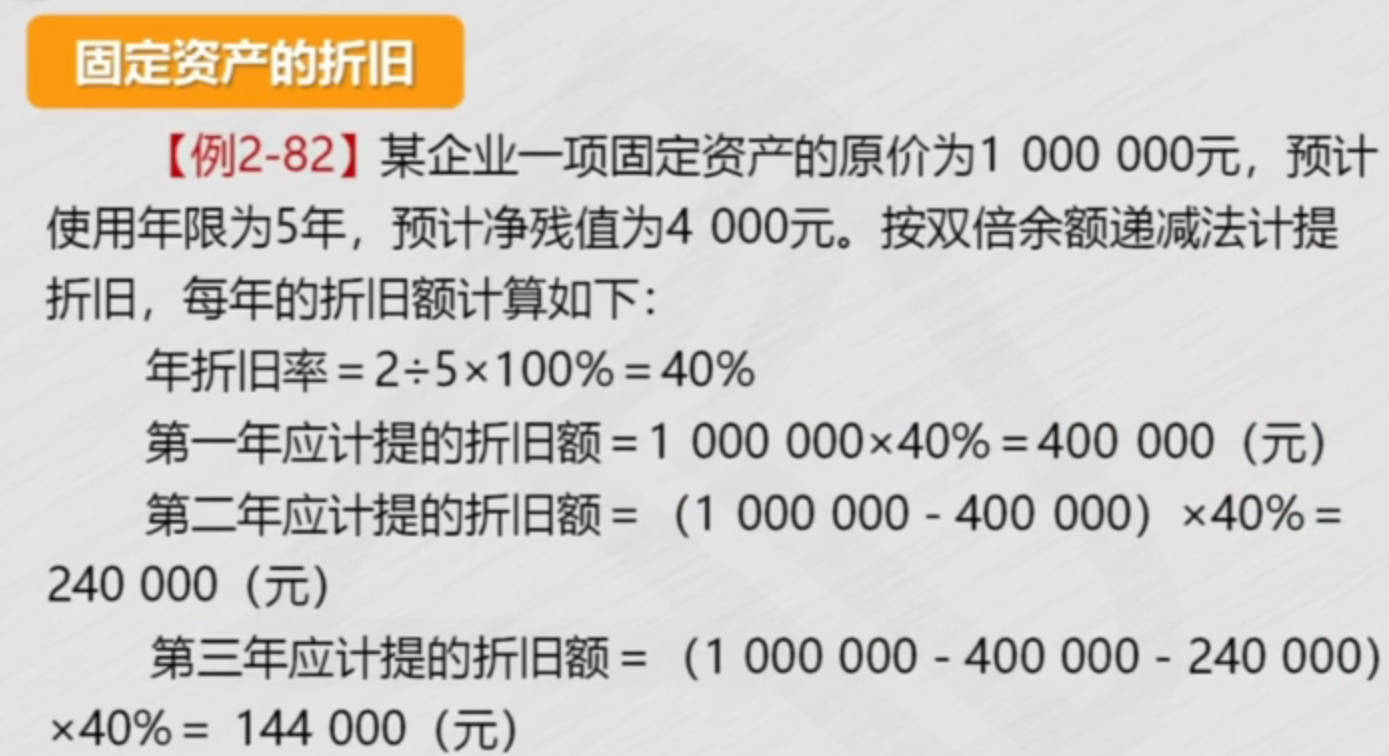 固定资产的折旧
【例2-82】某企业一项固定资产的原价为1 000 000元，预计
使用年限为5年，预计净残值为4 000元。按双倍余额递减法计提
折旧，每年的折旧额计算如下：
年折旧率＝2÷5×100%＝40%
第一年应计提的折旧额＝1 000 000×40%＝400 000（元）
第二年应计提的折旧额＝（1 000 000－400 000）×40%＝
240 000（元）
第三年应计提的折旧额＝（1 000 000－400 000－240 000）
×40%＝ 144 000（元）